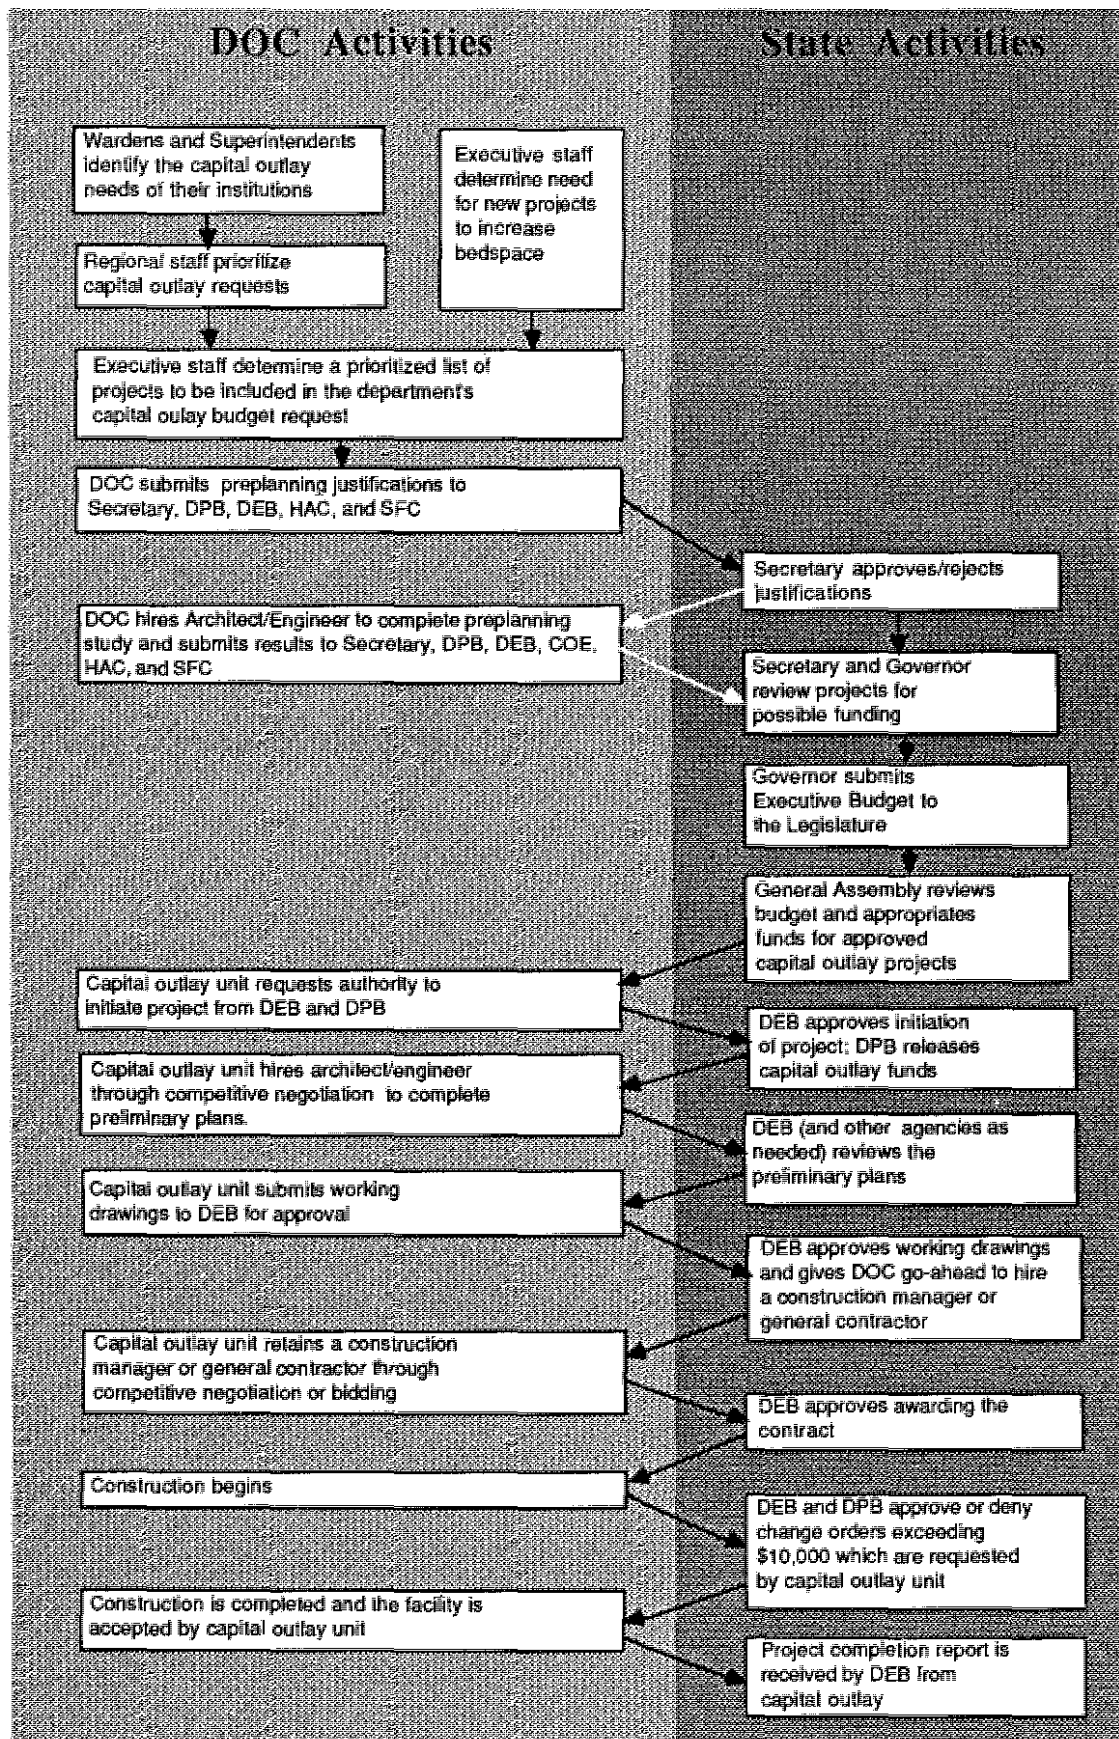 DOC Activities
State Activities
Wardens and Superintendents
identify the capital outlay
needs of their institutions
Executive staff
determine need
for new projects
to increase
bedspace
Regional staff prioritize
capital outlay requests
Executive staff determine a prioritized list of
projects to be included in the department's
capital oulay budget request
DOC submits preplanning justifications to
Secretary, DPB, DEB, HAC, and SFC
Secretary approves/rejects
justifications
DOC hires Architect/Engineer to complete preplanning
study and submits results to Secretary, DPB, DEB, COE,
HAC, and SFC
Secretary and Governor
review projects for
possible funding
Governor submits
Executive Budget to
the Legislature
General Assembly reviews
budget and appropriates
funds for approved
capital outlay projects
Capital outlay unit requests authority to
initiate project from DEB and DPB
DEB approves initiation
of project; DPB releases
capital outlay funds
Capital outlay unit hires architect/engineer
through competitive negotiation to complete
preliminary plans.
DEB (and other agencies as
needed) reviews the
preliminary plans
Capital outlay unit submits working
drawings to DEB for approval
DEB approves working drawings
and gives DOC go-ahead to hire
a construction manager or
general contractor
Capital outlay unit retains a construction
manager or general contractor through
competitive negotiation or bidding
DEB approves awarding the
contract
Construction begins
DEB and DPB approve or deny
change orders exceeding
$10,000 which are requested
by capital outlay unit
Construction is completed and the facility is
accepted by capital outlay unit
Project completion report is
received by DEB from
capital outlay